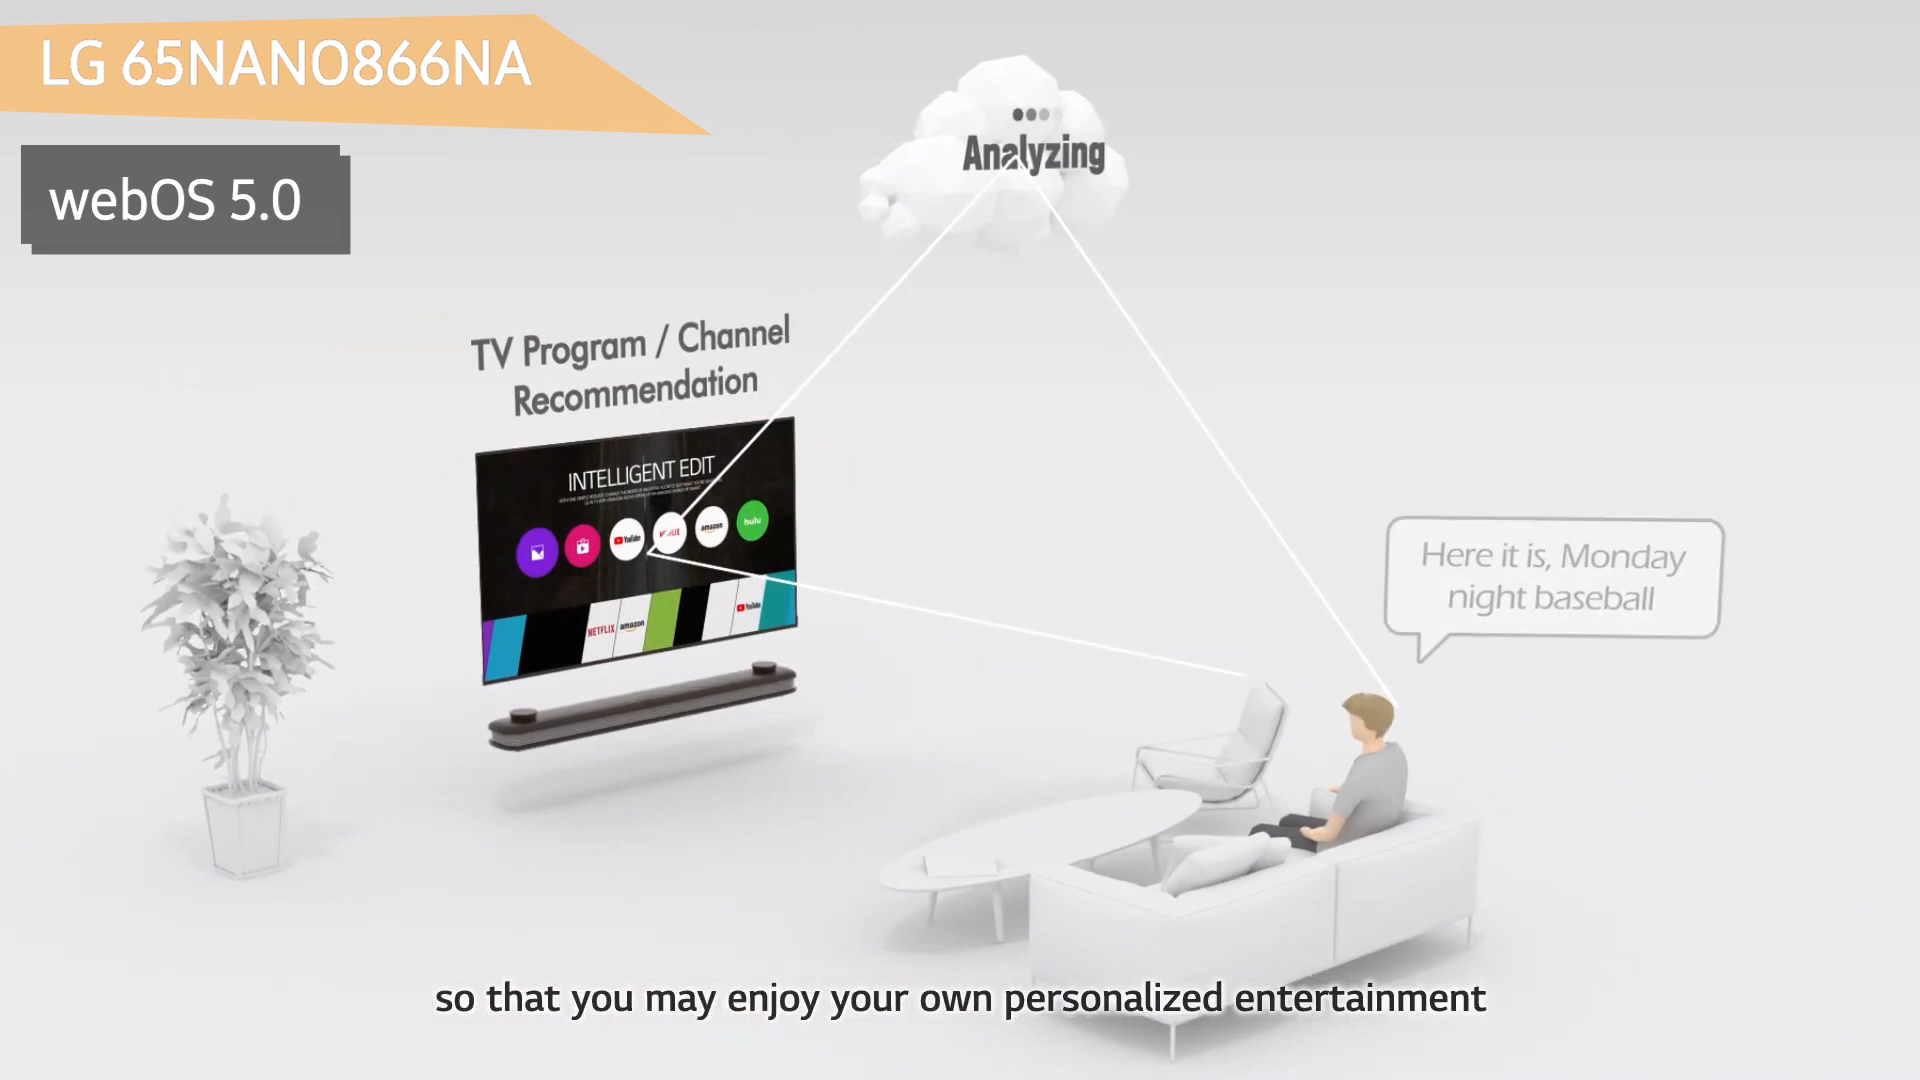 LG 65NANO866NA
webOS 5.0
Analyzing
TV Program / Channel
Recommendation
INTELLIGENT EDIT
YouTube
amazon
hulu
NETFLIX
amazon
YouTube
Here it is, Monday
night baseball
so that you may enjoy your own personalized entertainment